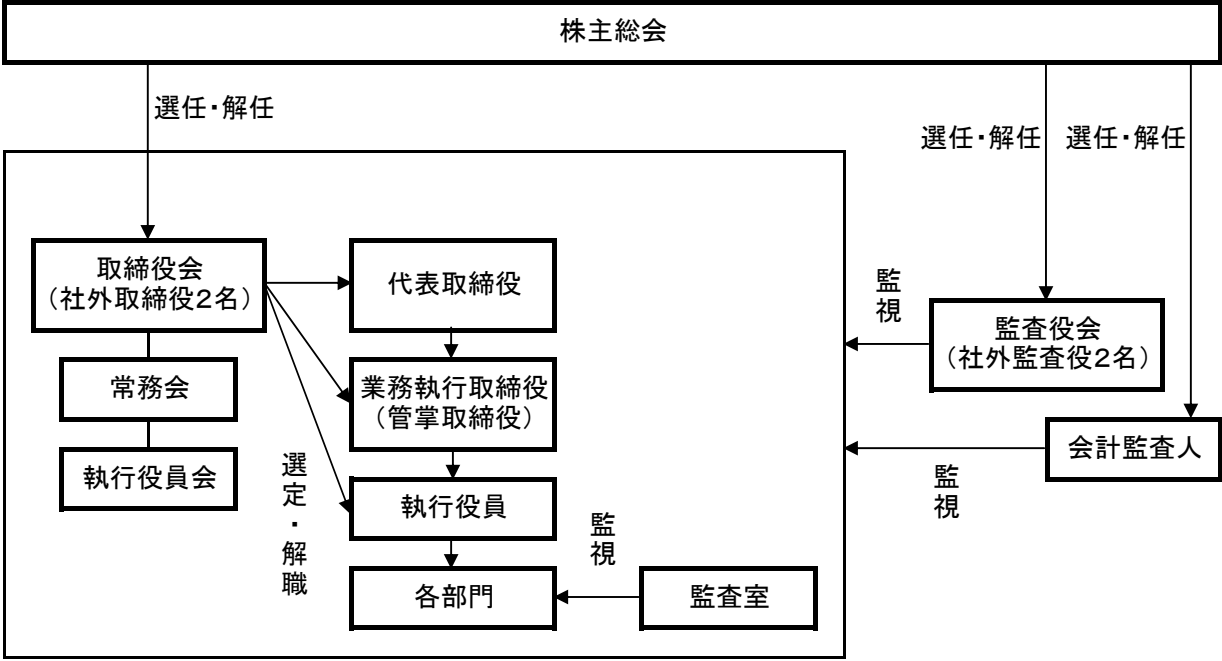 株主総会
選任・解任
選任・解任
選任・解任
取締役会
（社外取締役２名）
代表取締役
監視
監査役会
（社外監査役２名）
常務会
業務執行取締役
（管掌取締役）
会計監査人
執行役員会
選定・解職
執行役員
監視
監視
各部門
監査室